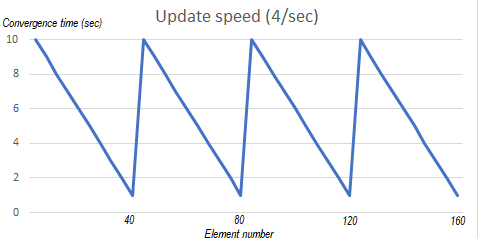 Update speed (4/sec)
Convergence time (sec)
10
8
6
4
2
0
40 80 120 160
Element number